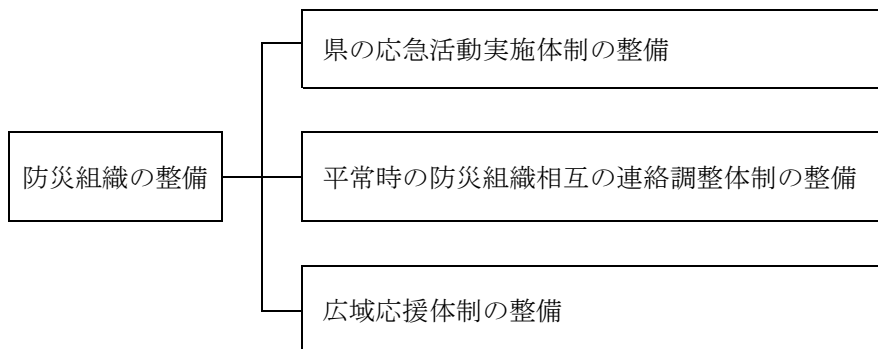 県の応急活動実施体制の整備
防災組織の整備
平常時の防災組織相互の連絡調整体制の整備
広域応援体制の整備